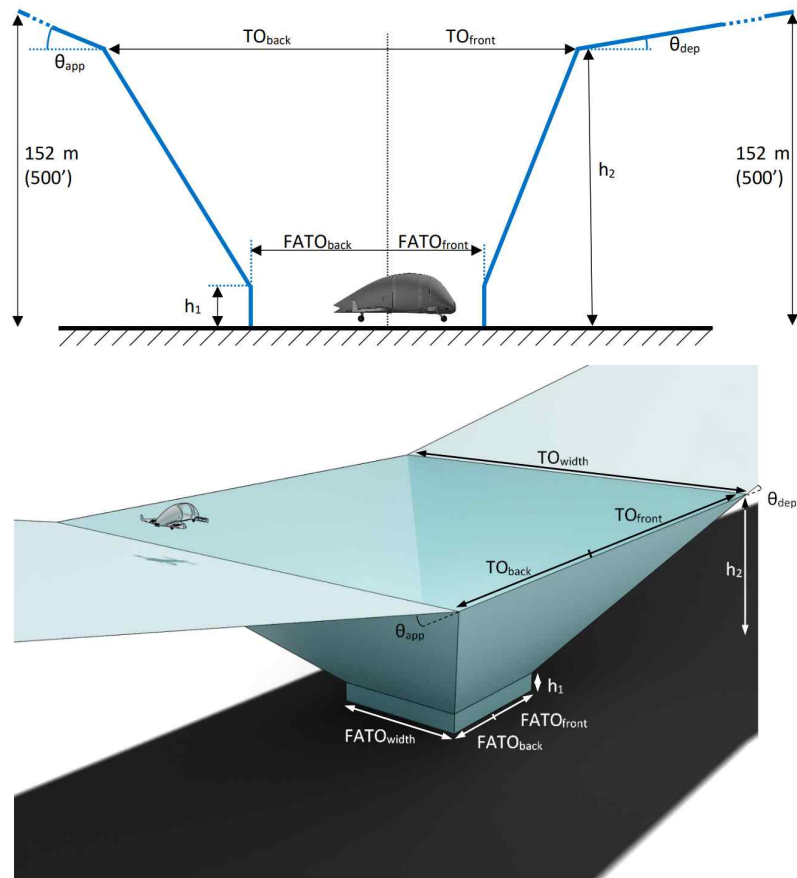 TOback
TOfront
θapp
θdep
152 m
(500’)
h2
152 m
(500’)
FATOback
FATOfront
h1
TOwidth
θdep
TOfront
TOback
h2
θapp
h1
FATOfront
FATOwidth
FATOback